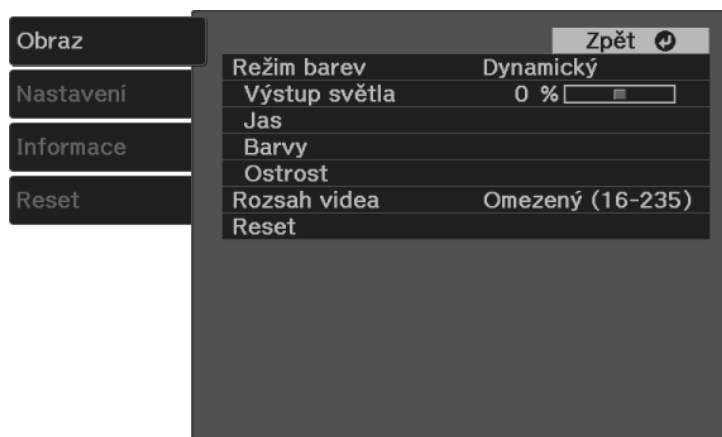 Obraz
Nastavení
Informace
Reset
Zpět
Režim barev Dynamický
Výstup světla 0 %
Jas
Barvy
Ostrost
Rozsah videa Omezený (16-235)
Reset